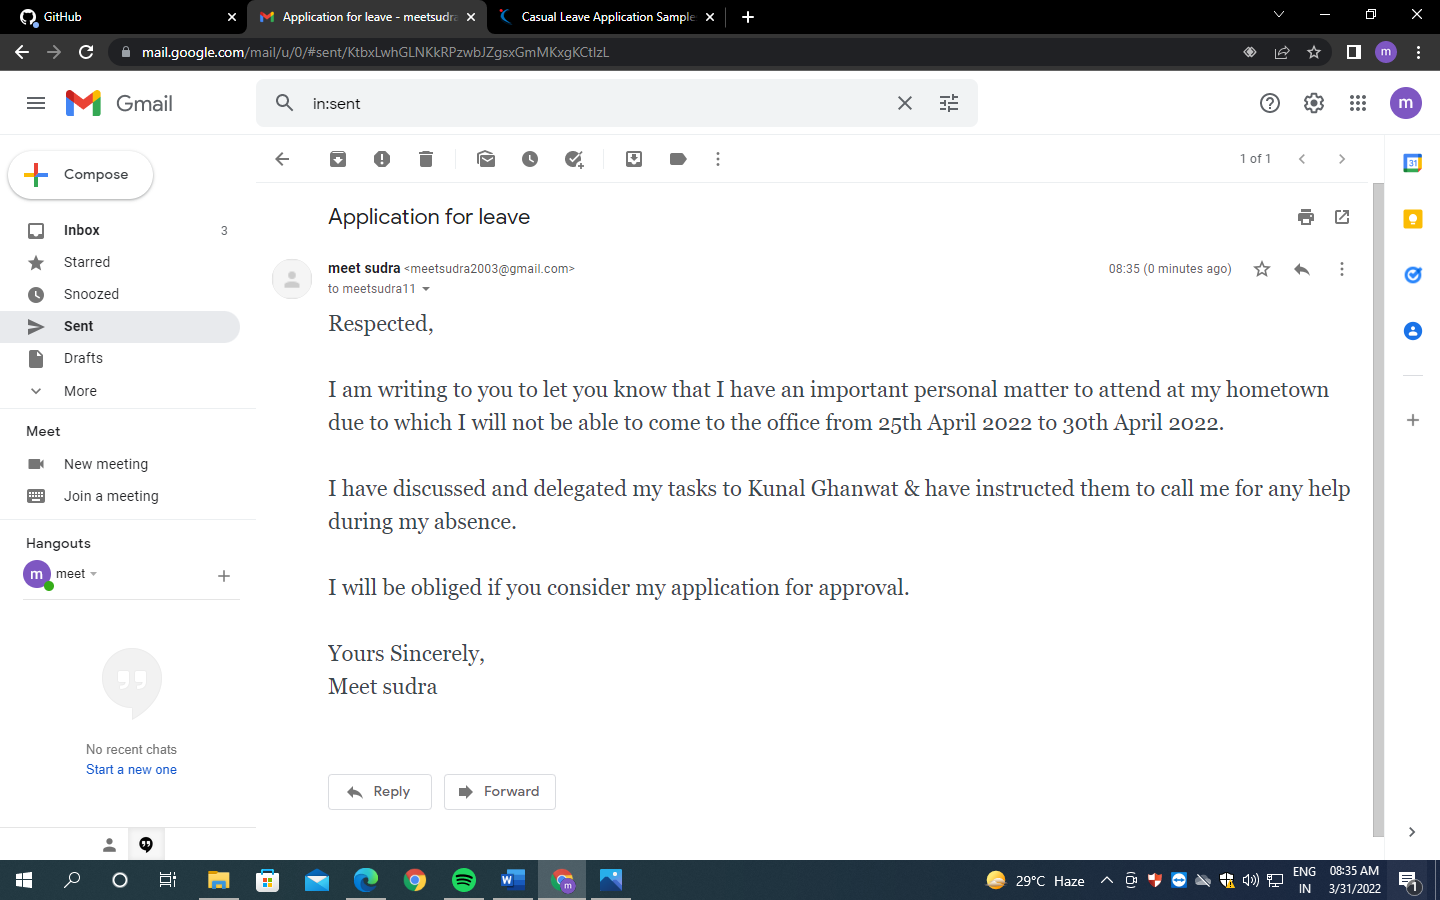 GitHub
Application for leave - meetsudra
Casual Leave Application Sample
mail.google.com/mail/u/0/#sent/KtbxLwhGLNKkRPzwbJZgsxGmMKxgKCtlzL
m
Gmail
in:sent
m
Compose
1 of 1
31
Inbox 3
Starred
Snoozed
Sent
Drafts
More
Meet
New meeting
Join a meeting
Hangouts
m meet
No recent chats
Start a new one
Application for leave
meet sudra <meetsudra2003@gmail.com> 08:35 (0 minutes ago)
to meetsudra11
Respected,
I am writing to you to let you know that I have an important personal matter to attend at my hometown
due to which I will not be able to come to the office from 25th April 2022 to 30th April 2022.
I have discussed and delegated my tasks to Kunal Ghanwat & have instructed them to call me for any help
during my absence.
I will be obliged if you consider my application for approval.
Yours Sincerely,
Meet sudra
Reply Forward
29°C Haze
ENG
IN
08:35 AM
3/31/2022
1